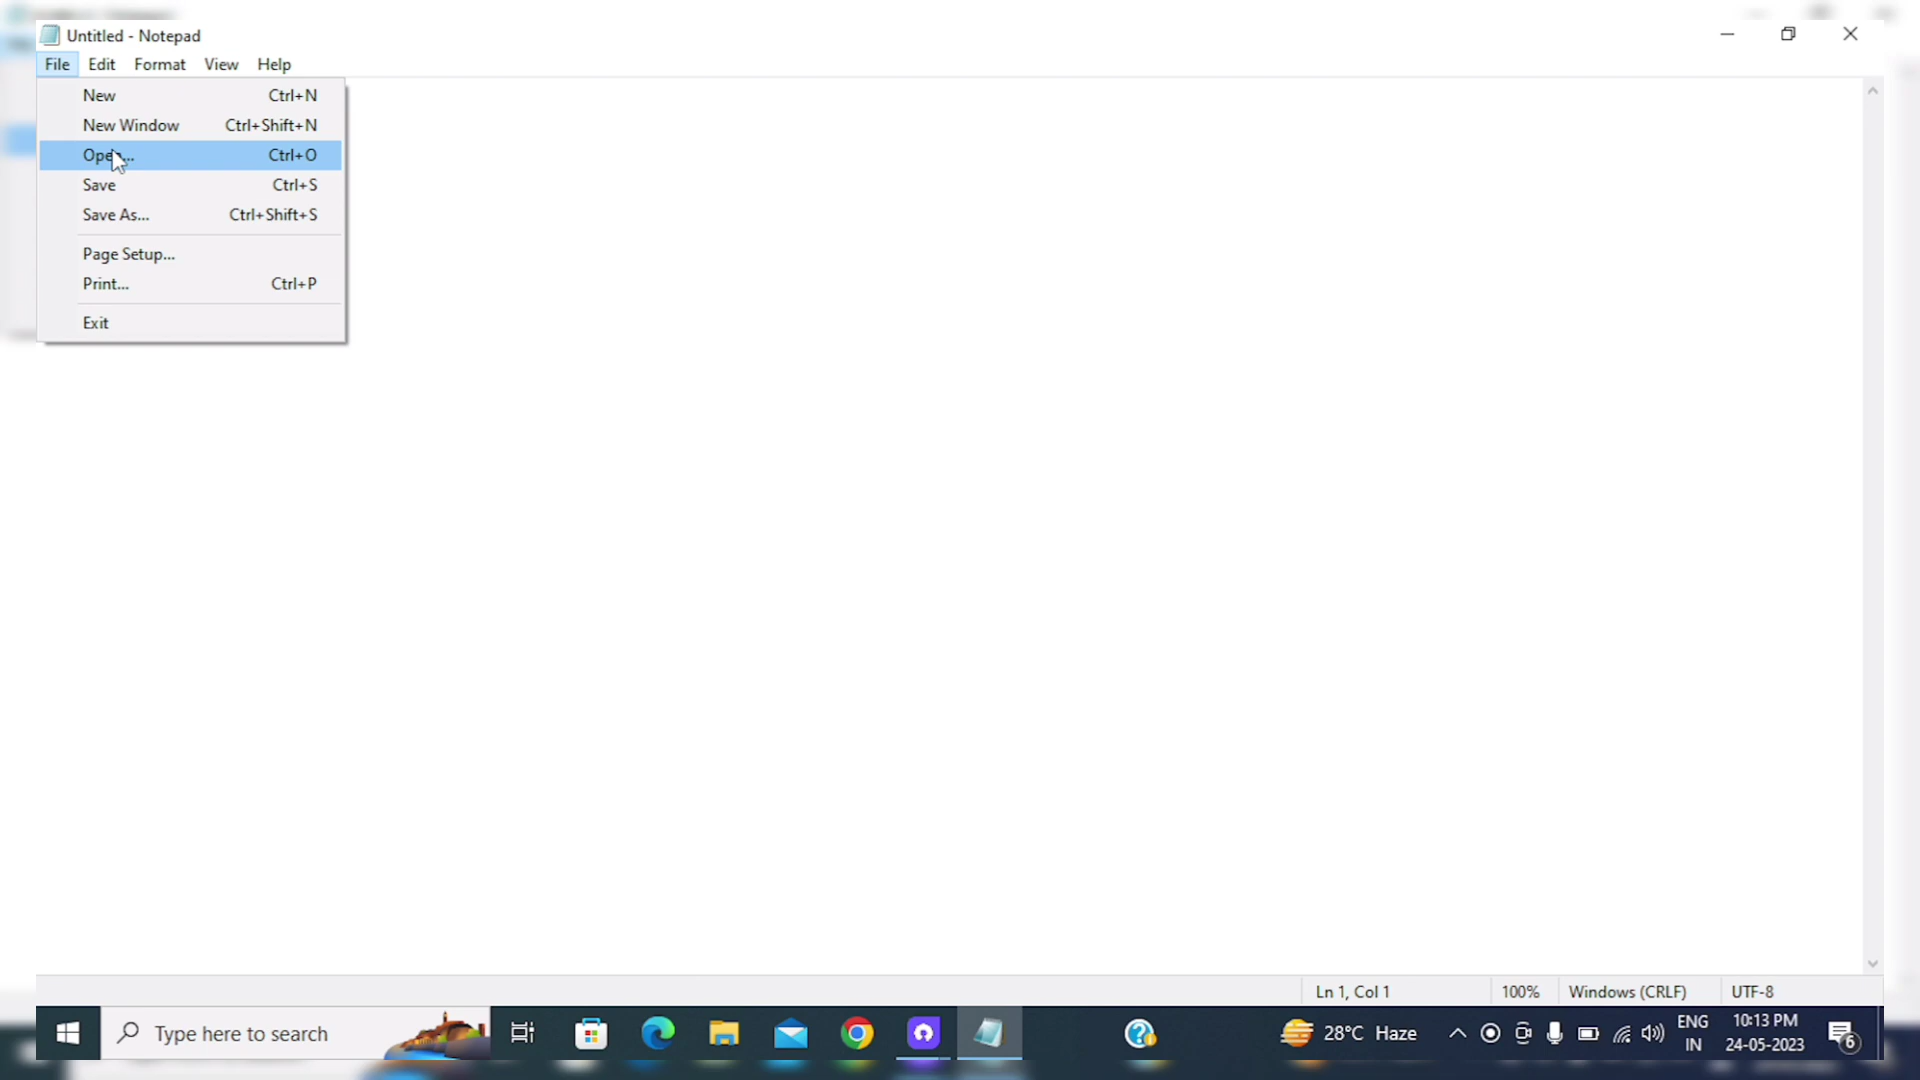 Untitled - Notepad
File Edit Format View Help
New Ctrl+N
New Window Ctrl+Shift+N
Open... Ctrl+O
Save Ctrl+S
Save As... Ctrl+Shift+S
Page Setup...
Print... Ctrl+P
Exit
Ln 1, Col 1 100% Windows (CRLF) UTF-8
Type here to search 28°C Haze ENG IN 10:13 PM 24-05-2023 6